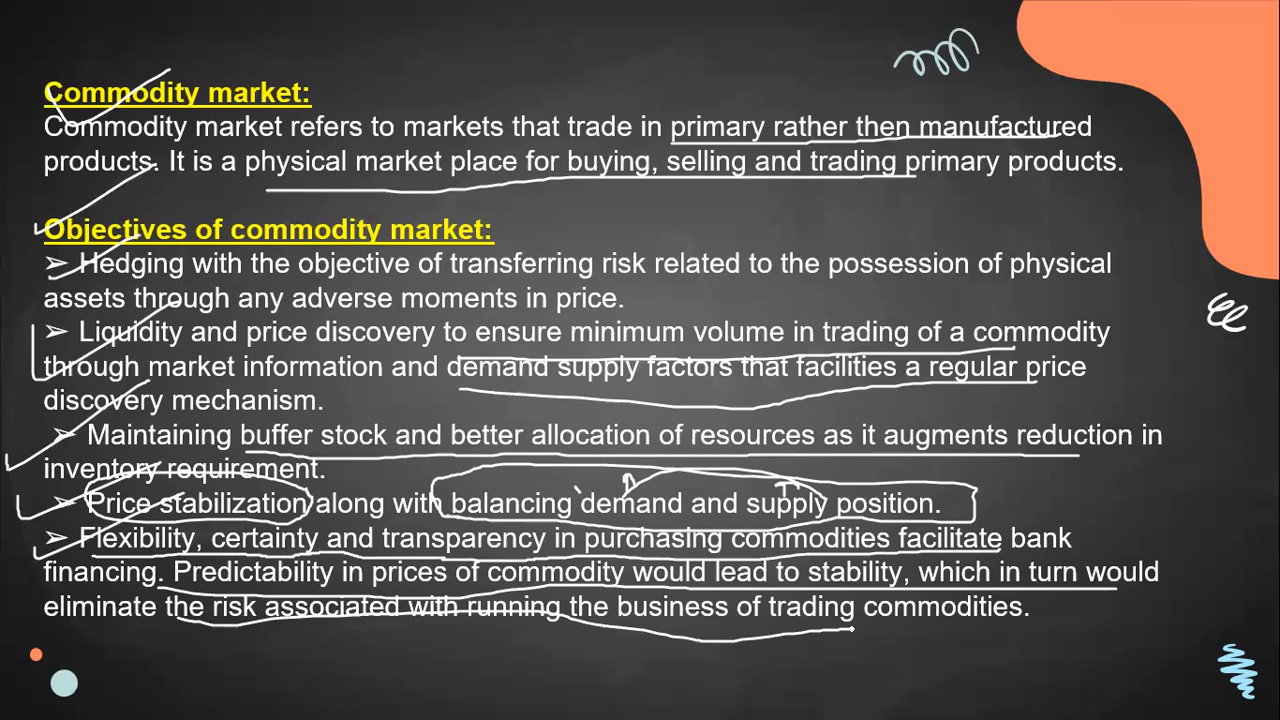 Commodity market:
Commodity market refers to markets that trade in primary rather then manufactured
products. It is a physical market place for buying, selling and trading primary products.
Objectives of commodity market:
➢ Hedging with the objective of transferring risk related to the possession of physical
assets through any adverse moments in price.
➢ Liquidity and price discovery to ensure minimum volume in trading of a commodity
through market information and demand supply factors that facilities a regular price
discovery mechanism.
➢ Maintaining buffer stock and better allocation of resources as it augments reduction in
inventory requirement.
➢ Price stabilization along with balancing demand and supply position.
➢ Flexibility, certainty and transparency in purchasing commodities facilitate bank
financing. Predictability in prices of commodity would lead to stability, which in turn would
eliminate the risk associated with running the business of trading commodities.